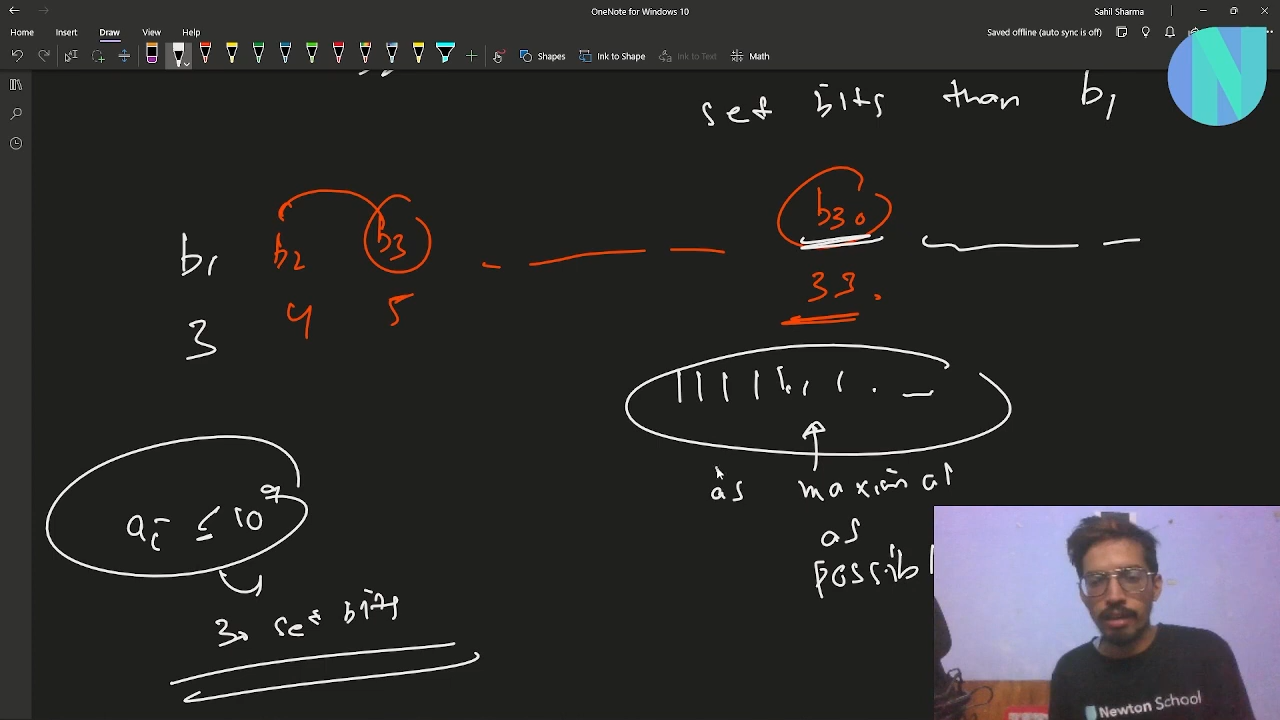 OneNote for Windows 10
Sahil Sharma
Home Insert Draw View Help
Saved offline (auto sync is off)
Shapes Ink to Shape Ink to Text Math
set bits than b1
b1 b2 b3 b30
3 4 5 33.
as maximal
as
possibl
ai ≤ 10^9
30 set bits
Newton School